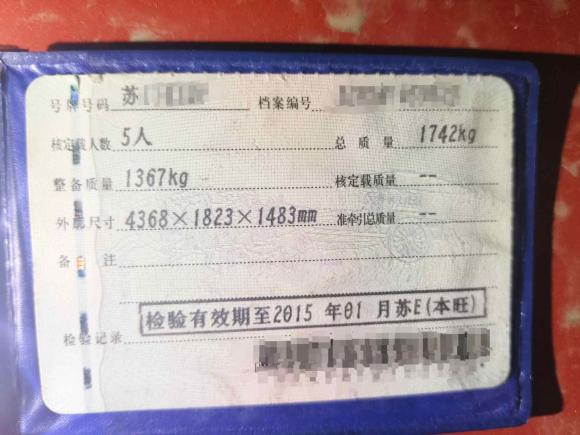 号牌号码 苏 档案编号
核定载人数 5人 总质量 1742kg
整备质量 1367kg 核定载质量 --
外廓尺寸 4368×1823×1483mm 准牵引总质量 --
备注
检验有效期至2015 年01 月苏E(本旺)
检验记录